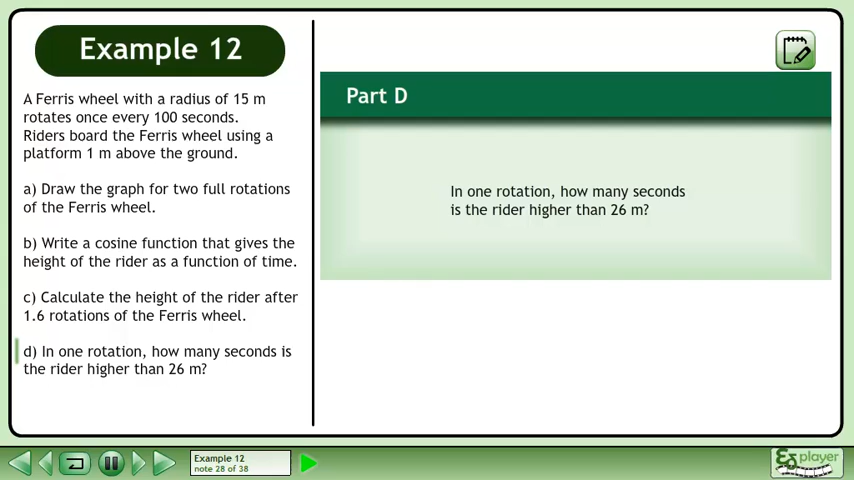 Example 12
A Ferris wheel with a radius of 15 m
rotates once every 100 seconds.
Riders board the Ferris wheel using a
platform 1 m above the ground.
a) Draw the graph for two full rotations
of the Ferris wheel.
b) Write a cosine function that gives the
height of the rider as a function of time.
c) Calculate the height of the rider after
1.6 rotations of the Ferris wheel.
d) In one rotation, how many seconds is
the rider higher than 26 m?
Part D
In one rotation, how many seconds
is the rider higher than 26 m?
Example 12
note 28 of 38
player